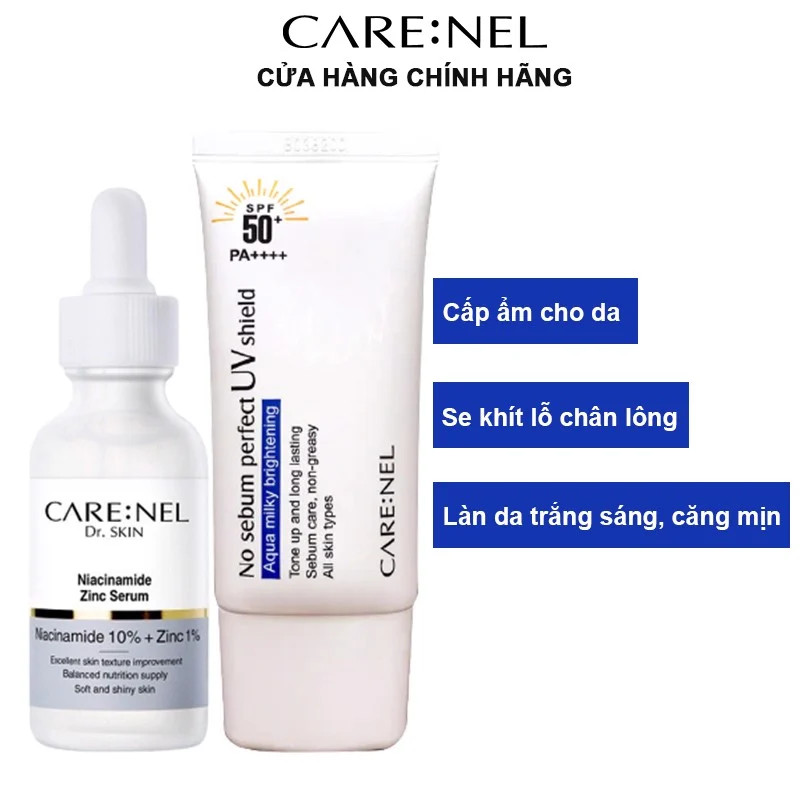 CARE:NEL
CỬA HÀNG CHÍNH HÃNG
SPF
50+
PA++++
No sebum perfect UV shield
Aqua milky brightening
Tone up and long lasting
Sebum care, non-greasy
All skin types
CARE:NEL
CARE:NEL
Dr. SKIN
Niacinamide
Zinc Serum
Niacinamide 10% + Zinc 1%
Excellent skin texture improvement
Balanced nutrition supply
Soft and shiny skin
Cấp ẩm cho da
Se khít lỗ chân lông
Làn da trắng sáng, căng mịn